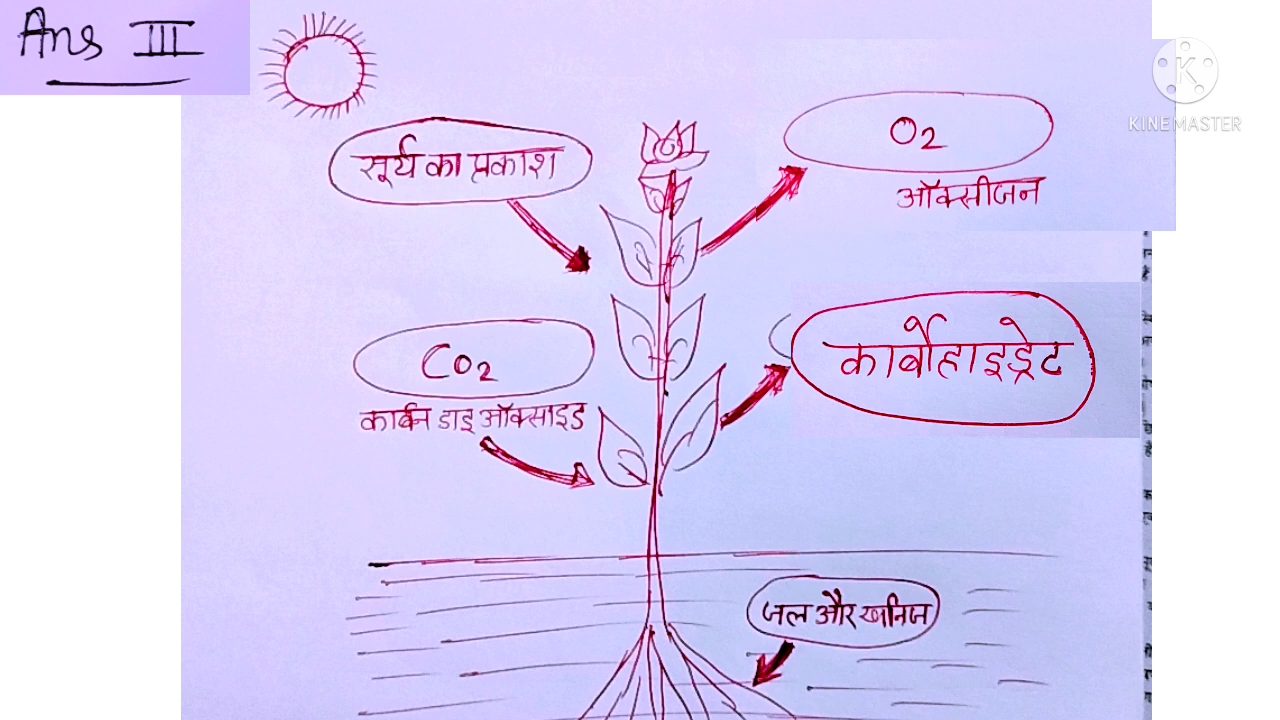 Ans III
सूर्य का प्रकाश
O2
ऑक्सीजन
CO2
कार्बन डाइ ऑक्साइड
कार्बोहाइड्रेट
जल और खनिज
KINEMASTER